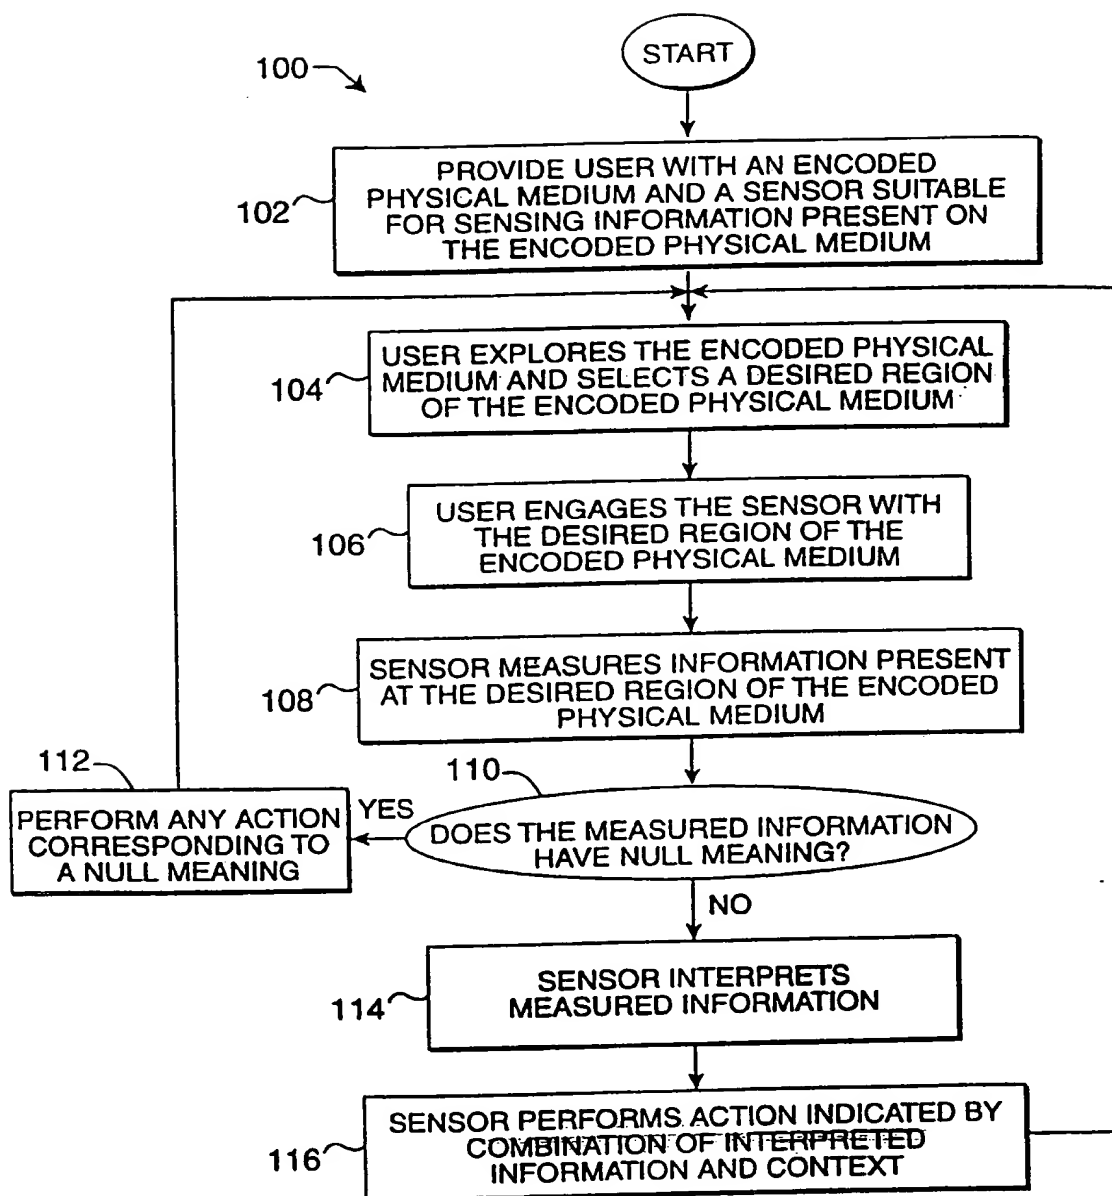 START
100
PROVIDE USER WITH AN ENCODED
PHYSICAL MEDIUM AND A SENSOR SUITABLE
FOR SENSING INFORMATION PRESENT ON
THE ENCODED PHYSICAL MEDIUM
102
USER EXPLORES THE ENCODED PHYSICAL
MEDIUM AND SELECTS A DESIRED REGION
OF THE ENCODED PHYSICAL MEDIUM
104
USER ENGAGES THE SENSOR WITH
THE DESIRED REGION OF THE
ENCODED PHYSICAL MEDIUM
106
SENSOR MEASURES INFORMATION PRESENT
AT THE DESIRED REGION OF THE ENCODED
PHYSICAL MEDIUM
108
110
DOES THE MEASURED INFORMATION
HAVE NULL MEANING?
YES
112
PERFORM ANY ACTION
CORRESPONDING TO
A NULL MEANING
NO
SENSOR INTERPRETS
MEASURED INFORMATION
114
SENSOR PERFORMS ACTION INDICATED BY
COMBINATION OF INTERPRETED
INFORMATION AND CONTEXT
116